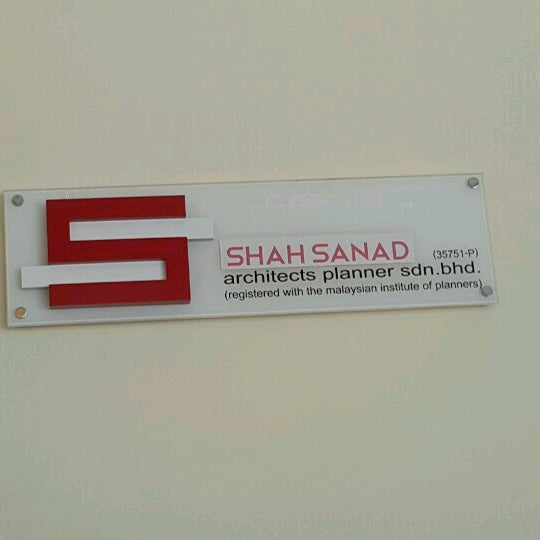 S
SHAH SANAD
(35751-P)
architects planner sdn.bhd.
(registered with the malaysian institute of planners)